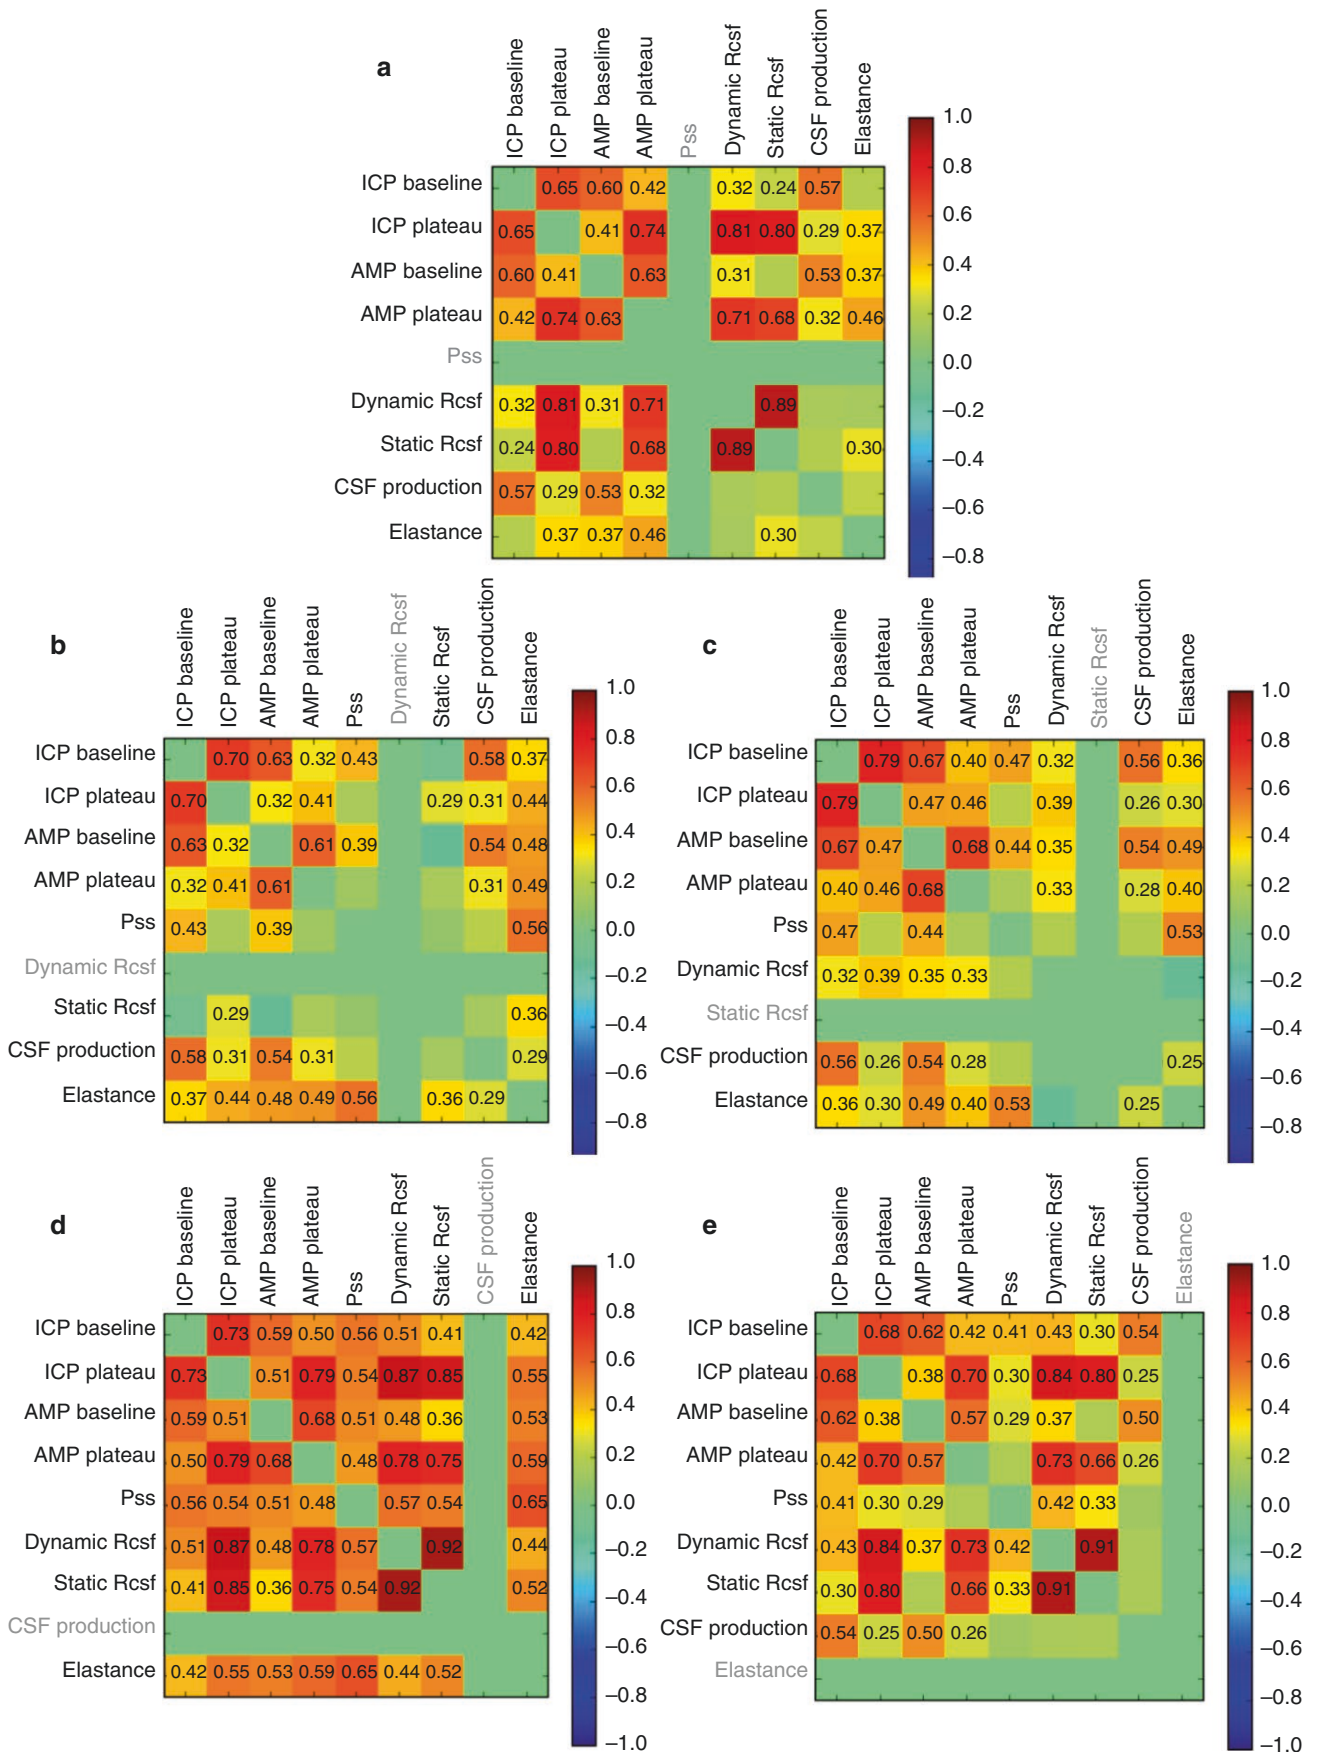 a
ICP baseline ICP plateau AMP baseline AMP plateau Pss Dynamic Rcsf Static Rcsf CSF production Elastance
ICP baseline 0.65 0.60 0.42 0.32 0.24 0.57
ICP plateau 0.65 0.41 0.74 0.81 0.80 0.29 0.37
AMP baseline 0.60 0.41 0.63 0.31 0.53 0.37
AMP plateau 0.42 0.74 0.63 0.71 0.68 0.32 0.46
Pss
Dynamic Rcsf 0.32 0.81 0.31 0.71 0.89
Static Rcsf 0.24 0.80 0.68 0.89 0.30
CSF production 0.57 0.29 0.53 0.32
Elastance 0.37 0.37 0.46 0.30
1.0
0.8
0.6
0.4
0.2
0.0
−0.2
−0.4
−0.6
−0.8
b
ICP baseline ICP plateau AMP baseline AMP plateau Pss Dynamic Rcsf Static Rcsf CSF production Elastance
ICP baseline 0.70 0.63 0.32 0.43 0.58 0.37
ICP plateau 0.70 0.32 0.41 0.29 0.31 0.44
AMP baseline 0.63 0.32 0.61 0.39 0.54 0.48
AMP plateau 0.32 0.41 0.61 0.31 0.49
Pss 0.43 0.39 0.56
Dynamic Rcsf
Static Rcsf 0.29 0.36
CSF production 0.58 0.31 0.54 0.31 0.29
Elastance 0.37 0.44 0.48 0.49 0.56 0.36 0.29
1.0
0.8
0.6
0.4
0.2
0.0
−0.2
−0.4
−0.6
−0.8
c
ICP baseline ICP plateau AMP baseline AMP plateau Pss Dynamic Rcsf Static Rcsf CSF production Elastance
ICP baseline 0.79 0.67 0.40 0.47 0.32 0.56 0.36
ICP plateau 0.79 0.47 0.46 0.39 0.26 0.30
AMP baseline 0.67 0.47 0.68 0.44 0.35 0.54 0.49
AMP plateau 0.40 0.46 0.68 0.33 0.28 0.40
Pss 0.47 0.44 0.53
Dynamic Rcsf 0.32 0.39 0.35 0.33
Static Rcsf
CSF production 0.56 0.26 0.54 0.28 0.25
Elastance 0.36 0.30 0.49 0.40 0.53 0.25
1.0
0.8
0.6
0.4
0.2
0.0
−0.2
−0.4
−0.6
−0.8
d
ICP baseline ICP plateau AMP baseline AMP plateau Pss Dynamic Rcsf Static Rcsf CSF production Elastance
ICP baseline 0.73 0.59 0.50 0.56 0.51 0.41 0.42
ICP plateau 0.73 0.51 0.79 0.54 0.87 0.85 0.55
AMP baseline 0.59 0.51 0.68 0.51 0.48 0.36 0.53
AMP plateau 0.50 0.79 0.68 0.48 0.78 0.75 0.59
Pss 0.56 0.54 0.51 0.48 0.57 0.54 0.65
Dynamic Rcsf 0.51 0.87 0.48 0.78 0.57 0.92 0.44
Static Rcsf 0.41 0.85 0.36 0.75 0.54 0.92 0.52
CSF production
Elastance 0.42 0.55 0.53 0.59 0.65 0.44 0.52
1.0
0.8
0.6
0.4
0.2
0.0
−0.2
−0.4
−0.6
−0.8
−1.0
e
ICP baseline ICP plateau AMP baseline AMP plateau Pss Dynamic Rcsf Static Rcsf CSF production Elastance
ICP baseline 0.68 0.62 0.42 0.41 0.43 0.30 0.54
ICP plateau 0.68 0.38 0.70 0.30 0.84 0.80 0.25
AMP baseline 0.62 0.38 0.57 0.29 0.37 0.50
AMP plateau 0.42 0.70 0.57 0.73 0.66 0.26
Pss 0.41 0.30 0.29 0.42 0.33
Dynamic Rcsf 0.43 0.84 0.37 0.73 0.42 0.91
Static Rcsf 0.30 0.80 0.66 0.33 0.91
CSF production 0.54 0.25 0.50 0.26
Elastance
1.0
0.8
0.6
0.4
0.2
0.0
−0.2
−0.4
−0.6
−0.8
−1.0